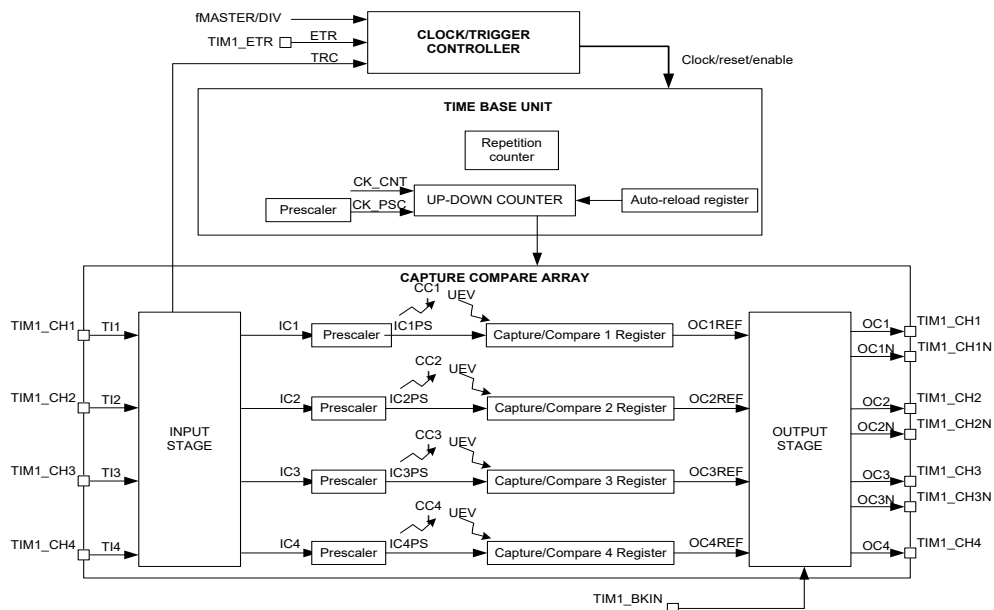 fMASTER/DIV
TIM1_ETR
ETR
TRC
CLOCK/TRIGGER
CONTROLLER
Clock/reset/enable
TIME BASE UNIT
Repetition
counter
CK_CNT
CK_PSC
Prescaler
UP-DOWN COUNTER
Auto-reload register
CAPTURE COMPARE ARRAY
TIM1_CH1
TI1
IC1
Prescaler
CC1
IC1PS
UEV
Capture/Compare 1 Register
OC1REF
OC1
TIM1_CH1
OC1N
TIM1_CH1N
TIM1_CH2
TI2
IC2
Prescaler
CC2
IC2PS
UEV
Capture/Compare 2 Register
OC2REF
OC2
TIM1_CH2
OC2N
TIM1_CH2N
INPUT
STAGE
OUTPUT
STAGE
TIM1_CH3
TI3
IC3
Prescaler
CC3
IC3PS
UEV
Capture/Compare 3 Register
OC3REF
OC3
TIM1_CH3
OC3N
TIM1_CH3N
TIM1_CH4
TI4
IC4
Prescaler
CC4
IC4PS
UEV
Capture/Compare 4 Register
OC4REF
OC4
TIM1_CH4
TIM1_BKIN